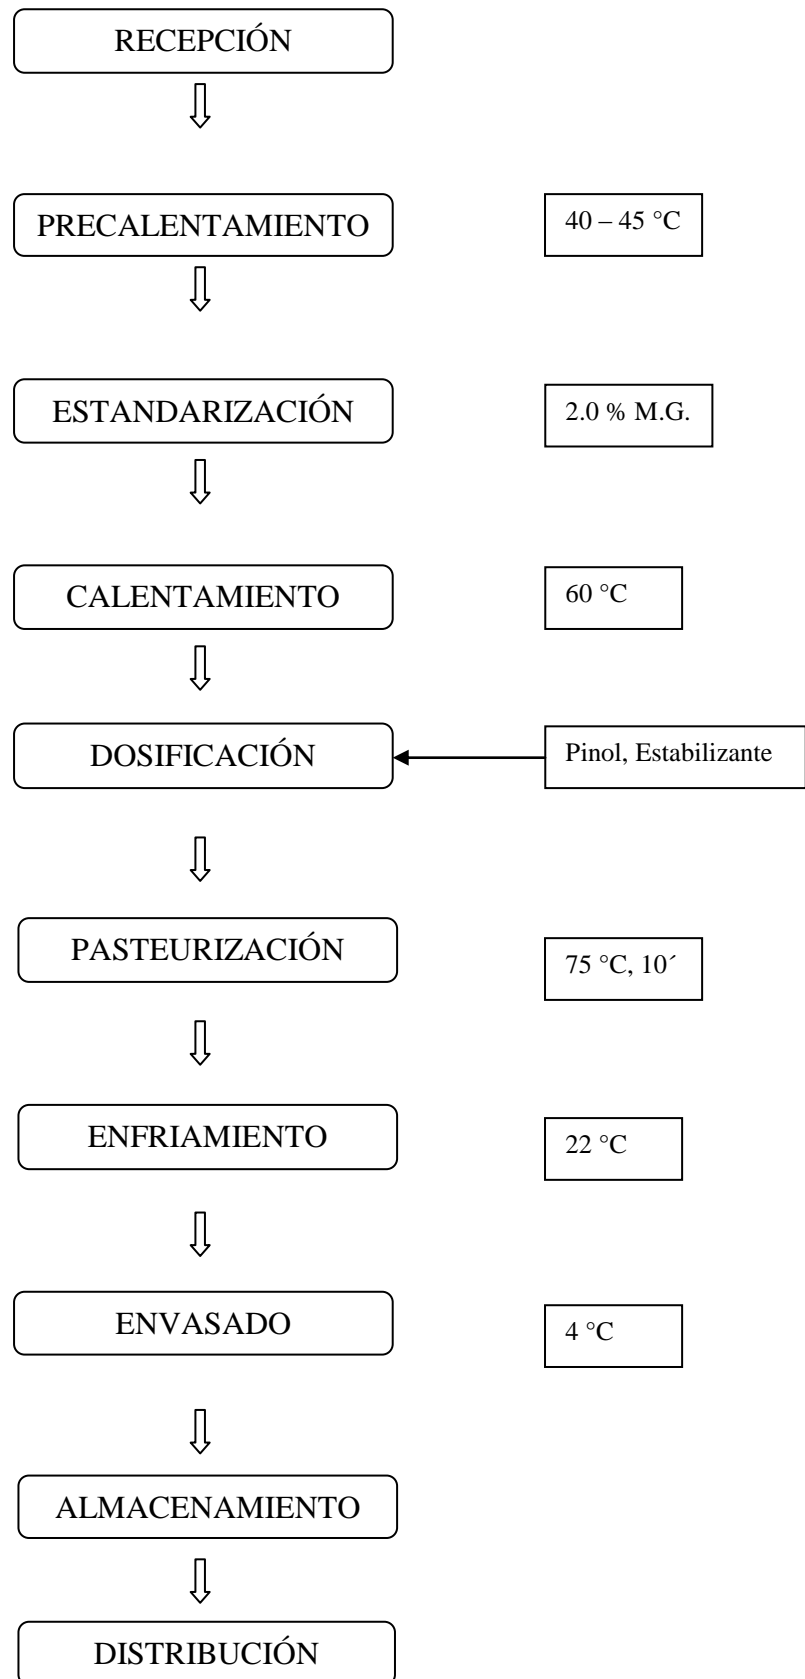 RECEPCIÓN
PRECALENTAMIENTO
40 – 45 °C
ESTANDARIZACIÓN
2.0 % M.G.
CALENTAMIENTO
60 °C
DOSIFICACIÓN
Pinol, Estabilizante
PASTEURIZACIÓN
75 °C, 10´
ENFRIAMIENTO
22 °C
ENVASADO
4 °C
ALMACENAMIENTO
DISTRIBUCIÓN